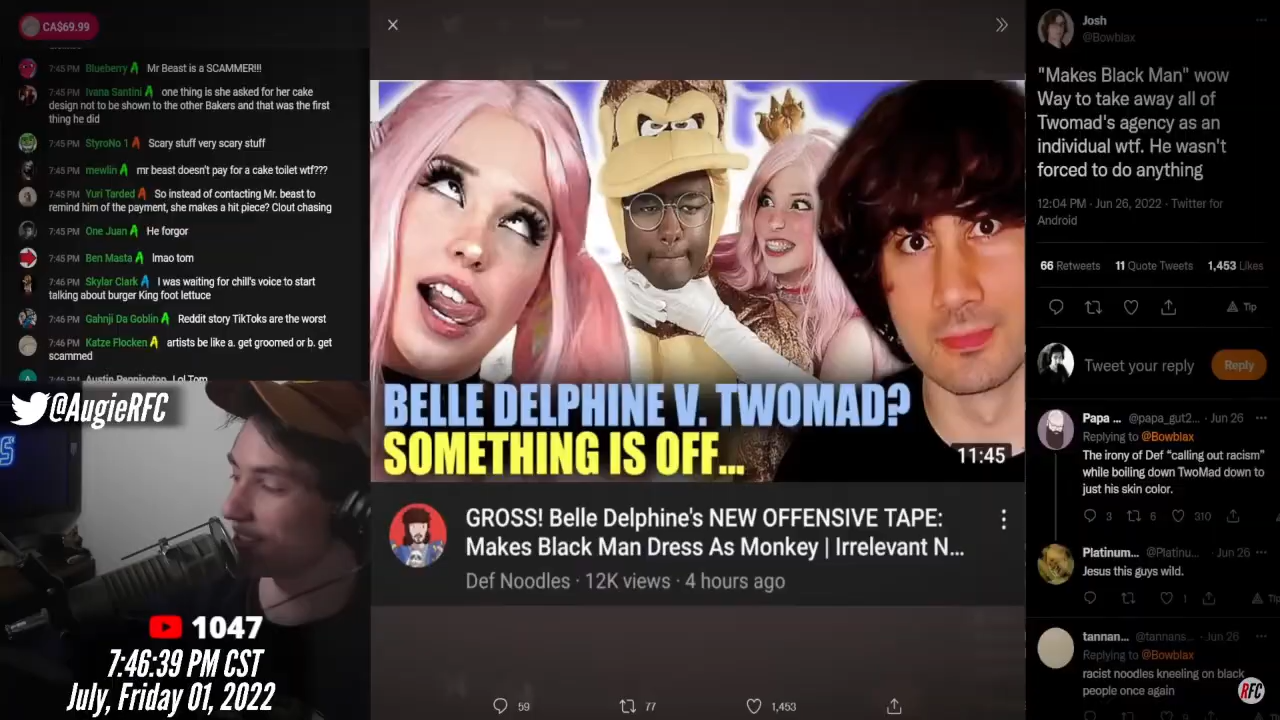 CA$69.99
7:45 PM Blueberry Mr Beast is a SCAMMER!!!
7:45 PM Ivana Santini one thing is she asked for her cake
design not to be shown to the other Bakers and that was the first
thing he did
7:45 PM StyroNo 1 Scary stuff very scary stuff
7:45 PM mewlin mr beast doesn't pay for a cake toilet wtf???
7:45 PM Yuri Tarded So instead of contacting Mr. beast to
remind him of the payment, she makes a hit piece? Clout chasing
7:45 PM One Juan He forgor
7:45 PM Ben Masta lmao tom
7:46 PM Skylar Clark I was waiting for chill's voice to start
talking about burger King foot lettuce
7:46 PM Gahnji Da Goblin Reddit story TikToks are the worst
7:46 PM Katze Flocken artists be like a. get groomed or b. get
scammed
7:46 PM Austin Pennington Lol Tom
@AugieRFC
S
1047
7:46:39 PM CST
July, Friday 01, 2022
BELLE DELPHINE V. TWOMAD?
SOMETHING IS OFF...
11:45
GROSS! Belle Delphine's NEW OFFENSIVE TAPE:
Makes Black Man Dress As Monkey | Irrelevant N...
Def Noodles · 12K views · 4 hours ago
59 77 1,453
Josh
@Bowblax
"Makes Black Man" wow
Way to take away all of
Twomad's agency as an
individual wtf. He wasn't
forced to do anything
12:04 PM · Jun 26, 2022 · Twitter for
Android
66 Retweets 11 Quote Tweets 1,453 Likes
Tip
Tweet your reply Reply
Papa ... @papa_gut2... · Jun 26
Replying to @Bowblax
The irony of Def “calling out racism”
while boiling down TwoMad down to
just his skin color.
3 6 310
Platinum... @Platinu... · Jun 26
Jesus this guys wild.
1 Tip
tannan... @tannans... · Jun 26
Replying to @Bowblax
racist noodles kneeling on black
people once again
RFC